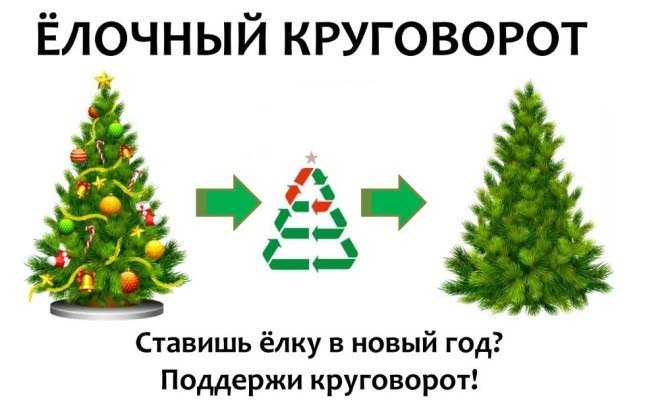 ЁЛОЧНЫЙ КРУГОВОРОТ
Ставишь ёлку в новый год?
Поддержи круговорот!